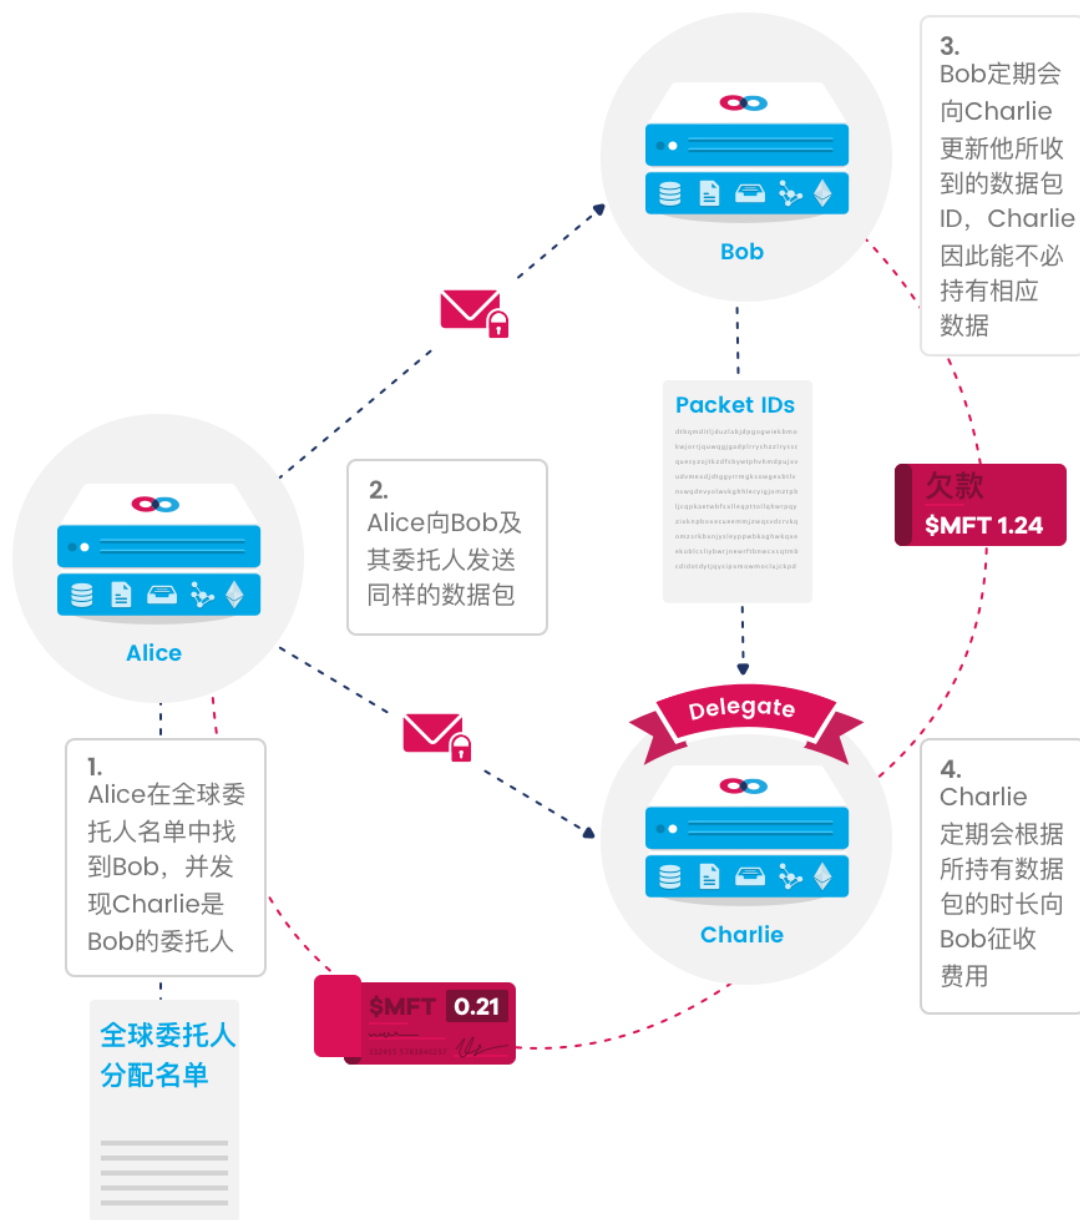 3.
Bob定期会
向Charlie
更新他所收
到的数据包
ID，Charlie
因此能不必
持有相应
数据
Bob
Packet IDs
欠款
$MFT 1.24
2.
Alice向Bob及
其委托人发送
同样的数据包
Alice
Delegate
1.
Alice在全球委
托人名单中找
到Bob，并发
现Charlie是
Bob的委托人
4.
Charlie
定期会根据
所持有数据
包的时长向
Bob征收
费用
Charlie
$MFT 0.21
全球委托人
分配名单